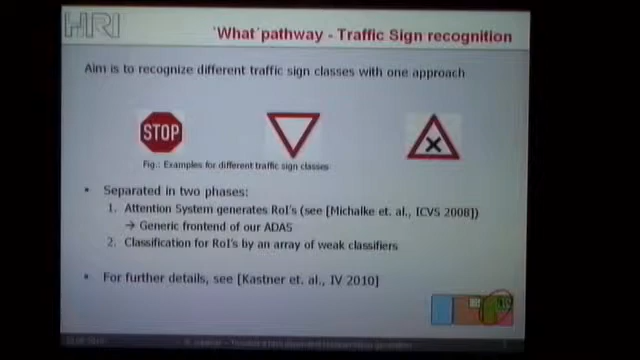 HRI
'What'pathway - Traffic Sign recognition
Aim is to recognize different traffic sign classes with one approach
STOP
Fig.: Examples for different traffic sign classes
• Separated in two phases:
1. Attention System generates RoI's (see [Michalke et. al., ICVS 2008])
→ Generic frontend of our ADAS
2. Classification for RoI's by an array of weak classifiers
• For further details, see [Kastner et. al., IV 2010]